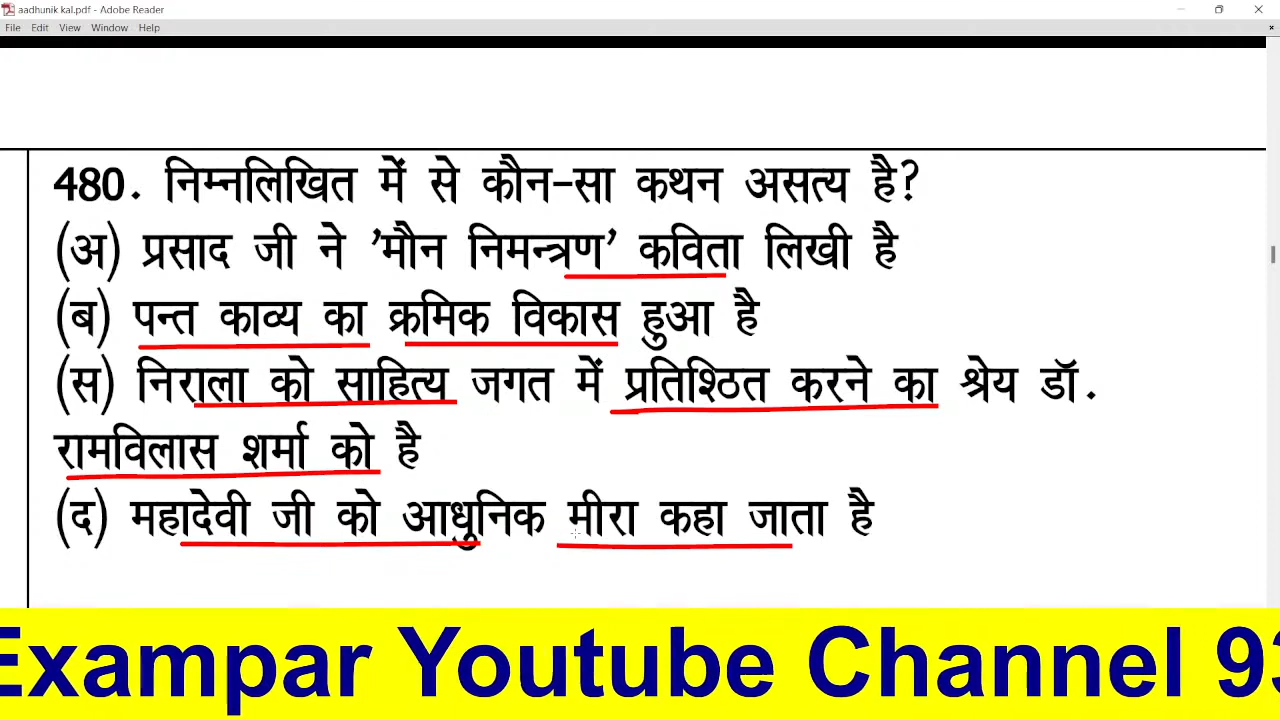 aadhunik kal.pdf - Adobe Reader
File Edit View Window Help
480. निम्नलिखित में से कौन-सा कथन असत्य है?
(अ) प्रसाद जी ने 'मौन निमन्त्रण' कविता लिखी है
(ब) पन्त काव्य का क्रमिक विकास हुआ है
(स) निराला को साहित्य जगत में प्रतिश्ठित करने का श्रेय डॉ.
रामविलास शर्मा को है
(द) महादेवी जी को आधुनिक मीरा कहा जाता है
Exampar Youtube Channel 93